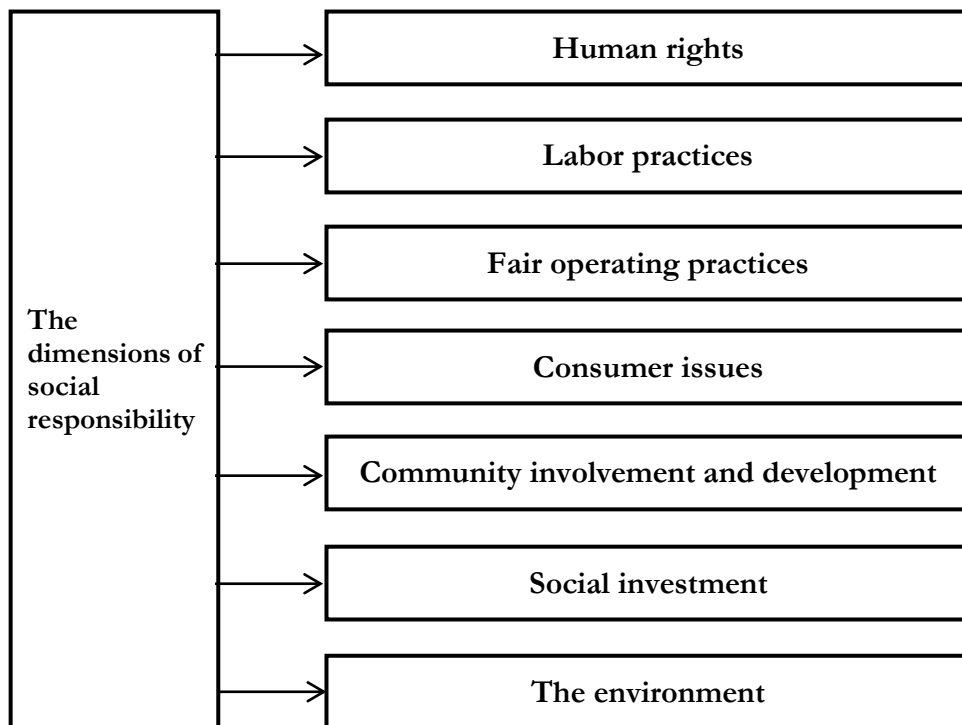 The
dimensions of
social
responsibility
Human rights
Labor practices
Fair operating practices
Consumer issues
Community involvement and development
Social investment
The environment